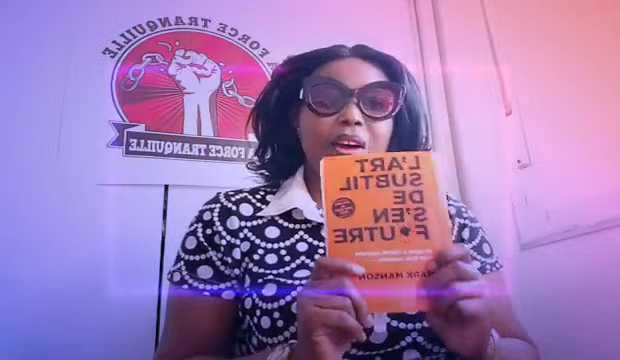 LA FORCE TRANQUILLE
LA FORCE TRANQUILLE
L'ART
SUBTIL
DE
S'EN
F*UTRE
MARK MANSON